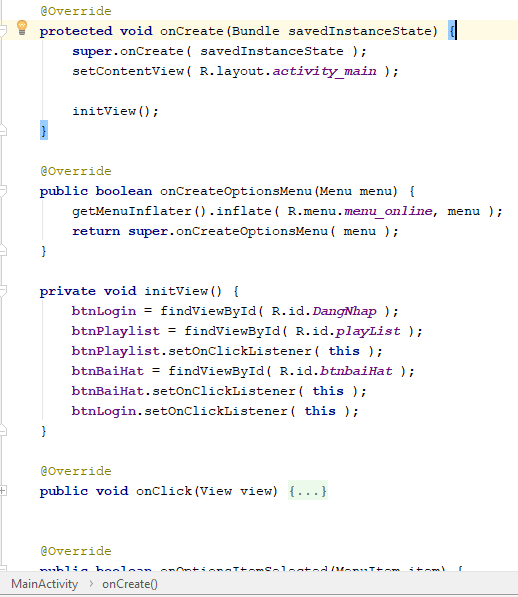 @Override
protected void onCreate(Bundle savedInstanceState) {
super.onCreate( savedInstanceState );
setContentView( R.layout.activity_main );
initView();
}
@Override
public boolean onCreateOptionsMenu(Menu menu) {
getMenuInflater().inflate( R.menu.menu_online, menu );
return super.onCreateOptionsMenu( menu );
}
private void initView() {
btnLogin = findViewById( R.id.DangNhap );
btnPlaylist = findViewById( R.id.playList );
btnPlaylist.setOnClickListener( this );
btnBaiHat = findViewById( R.id.btnbaiHat );
btnBaiHat.setOnClickListener( this );
btnLogin.setOnClickListener( this );
}
@Override
public void onClick(View view) {...}
@Override
public boolean onOptionsItemSelected(MenuItem item) {
MainActivity › onCreate()